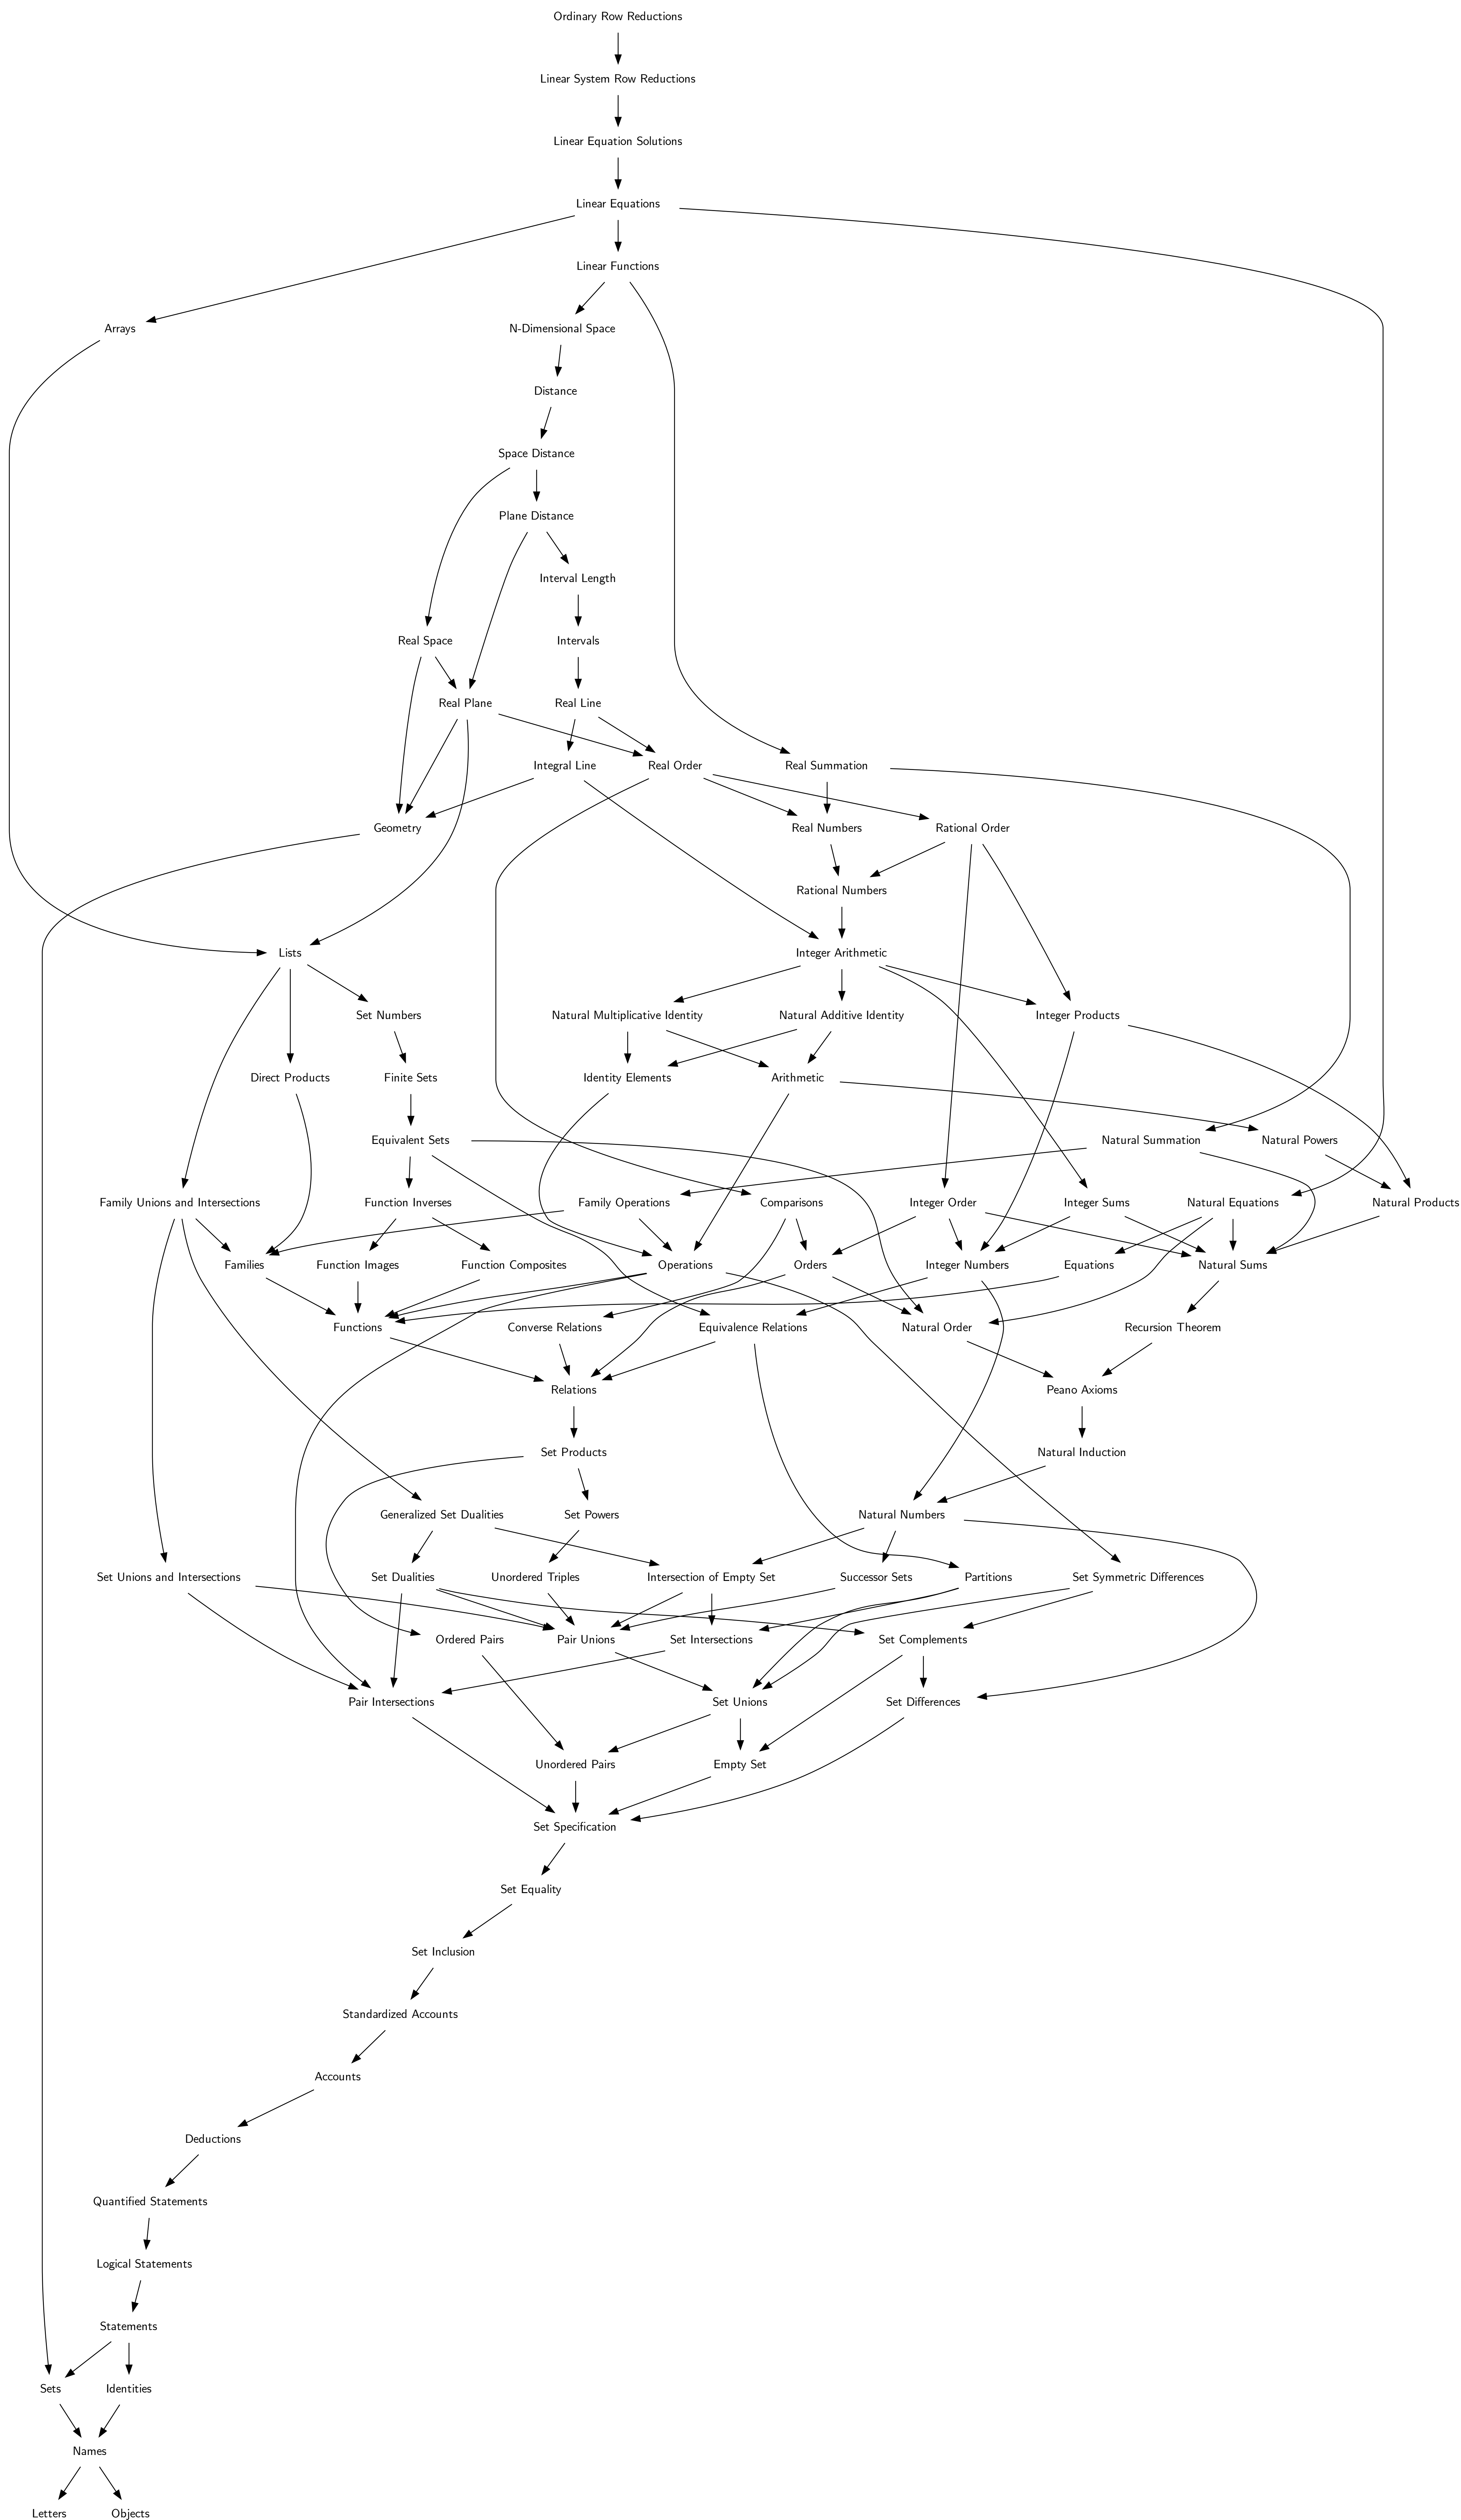 Ordinary Row Reductions
Linear System Row Reductions
Linear Equation Solutions
Linear Equations
Linear Functions
Arrays
N-Dimensional Space
Distance
Space Distance
Plane Distance
Interval Length
Real Space
Intervals
Real Plane
Real Line
Integral Line
Real Order
Real Summation
Geometry
Real Numbers
Rational Order
Rational Numbers
Lists
Integer Arithmetic
Set Numbers
Natural Multiplicative Identity
Natural Additive Identity
Integer Products
Direct Products
Finite Sets
Identity Elements
Arithmetic
Equivalent Sets
Natural Summation
Natural Powers
Family Unions and Intersections
Function Inverses
Family Operations
Comparisons
Integer Order
Integer Sums
Natural Equations
Natural Products
Families
Function Images
Function Composites
Operations
Orders
Integer Numbers
Equations
Natural Sums
Functions
Converse Relations
Equivalence Relations
Natural Order
Recursion Theorem
Relations
Peano Axioms
Set Products
Natural Induction
Generalized Set Dualities
Set Powers
Natural Numbers
Set Unions and Intersections
Set Dualities
Unordered Triples
Intersection of Empty Set
Successor Sets
Partitions
Set Symmetric Differences
Ordered Pairs
Pair Unions
Set Intersections
Set Complements
Pair Intersections
Set Unions
Set Differences
Unordered Pairs
Empty Set
Set Specification
Set Equality
Set Inclusion
Standardized Accounts
Accounts
Deductions
Quantified Statements
Logical Statements
Statements
Sets
Identities
Names
Letters
Objects